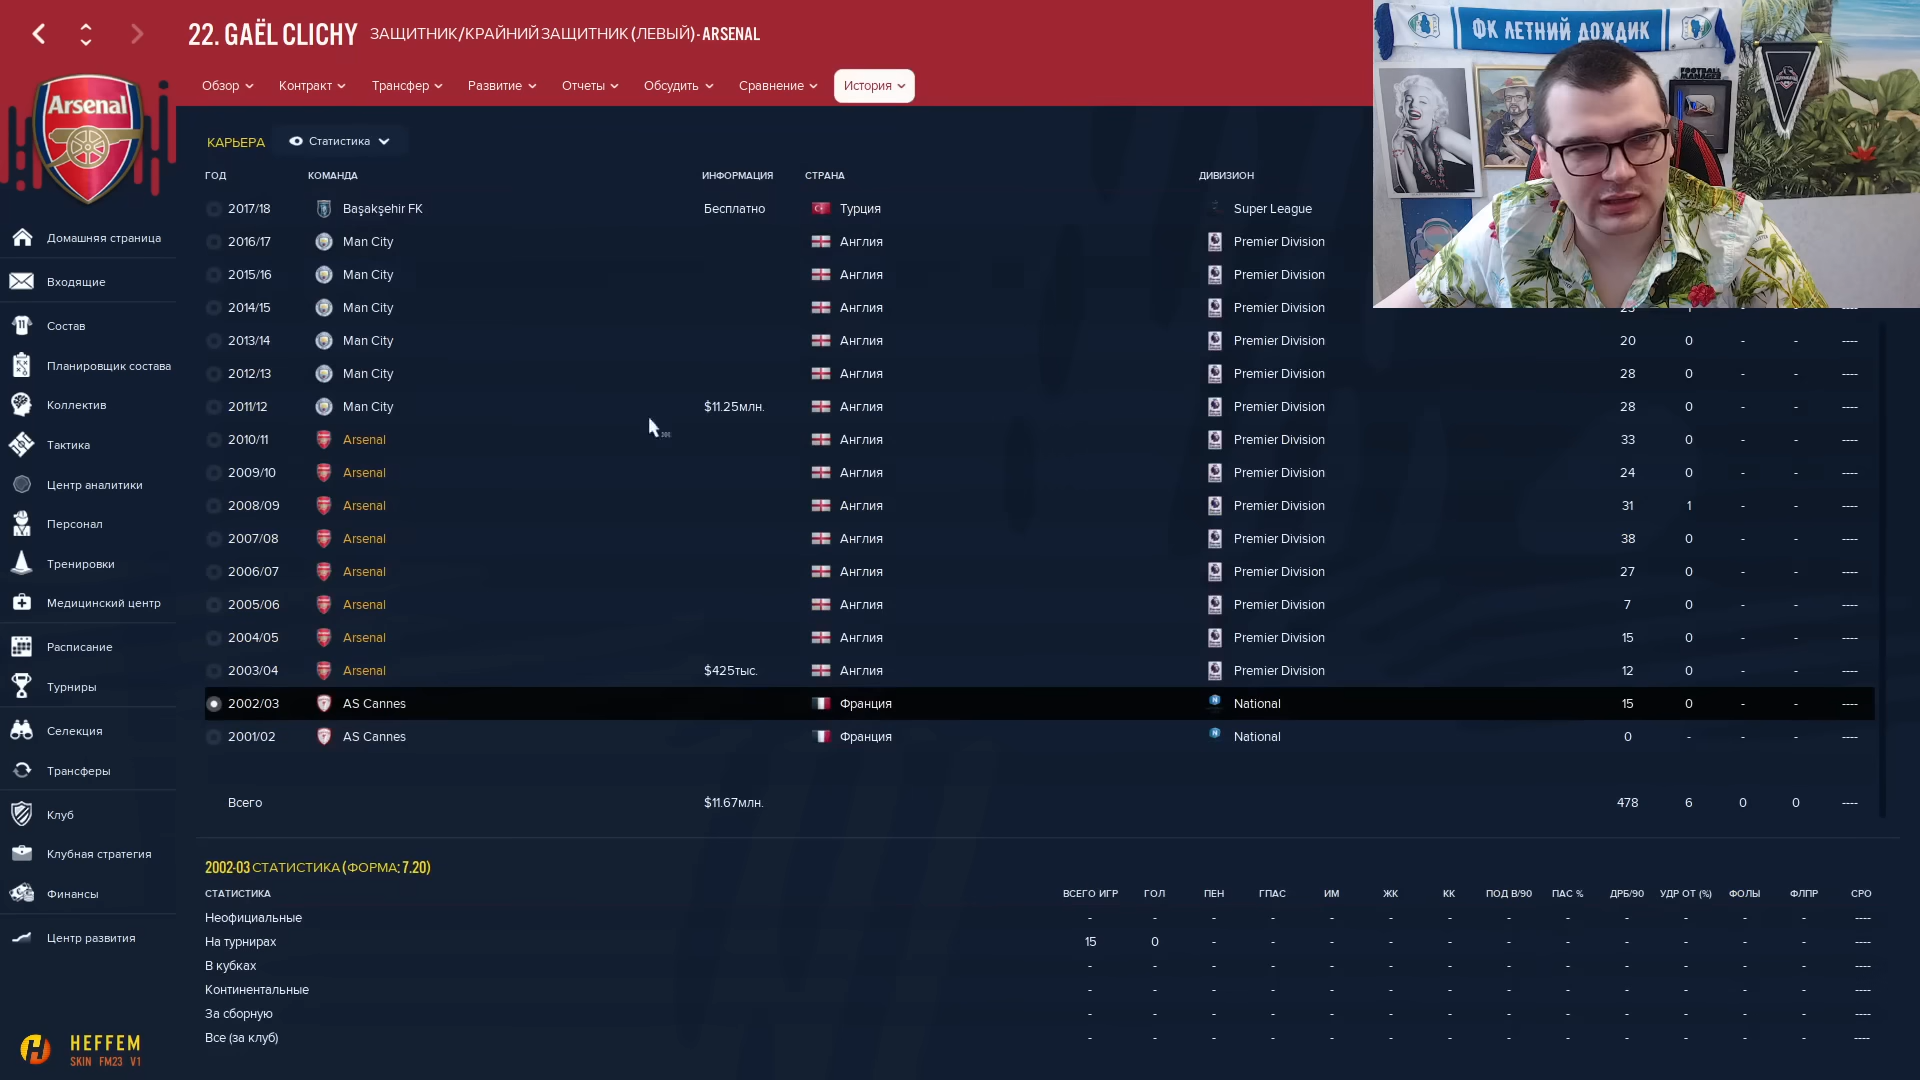 22. GAËL CLICHY ЗАЩИТНИК/КРАЙНИЙ ЗАЩИТНИК (ЛЕВЫЙ) - ARSENAL
ФК ЛЕТНИЙ ДОЖДИК
FOOTBALL MANAGER
Arsenal
Обзор Контракт Трансфер Развитие Отчеты Обсудить Сравнение История
КАРЬЕРА Статистика
ГОД КОМАНДА ИНФОРМАЦИЯ СТРАНА ДИВИЗИОН
2017/18 Başakşehir FK Бесплатно Турция Super League
2016/17 Man City Англия Premier Division
2015/16 Man City Англия Premier Division
2014/15 Man City Англия Premier Division ----
2013/14 Man City Англия Premier Division 20 0 - - ----
2012/13 Man City Англия Premier Division 28 0 - - ----
2011/12 Man City $11.25млн. Англия Premier Division 28 0 - - ----
2010/11 Arsenal Англия Premier Division 33 0 - - ----
2009/10 Arsenal Англия Premier Division 24 0 - - ----
2008/09 Arsenal Англия Premier Division 31 1 - - ----
2007/08 Arsenal Англия Premier Division 38 0 - - ----
2006/07 Arsenal Англия Premier Division 27 0 - - ----
2005/06 Arsenal Англия Premier Division 7 0 - - ----
2004/05 Arsenal Англия Premier Division 15 0 - - ----
2003/04 Arsenal $425тыс. Англия Premier Division 12 0 - - ----
2002/03 AS Cannes Франция National 15 0 - - ----
2001/02 AS Cannes Франция National 0 - - - ----
Всего $11.67млн. 478 6 0 0 ----
2002-03 СТАТИСТИКА (ФОРМА: 7.20)
СТАТИСТИКА ВСЕГО ИГР ГОЛ ПЕН ГПАС ИМ ЖК КК ПОД В/90 ПАС % ДРБ/90 УДР ОТ (%) ФОЛЫ ФЛПР СРО
Неофициальные - - - - - - - - - - - - - ----
На турнирах 15 0 - - - - - - - - - - - ----
В кубках - - - - - - - - - - - - - ----
Континентальные - - - - - - - - - - - - - ----
За сборную - - - - - - - - - - - - - ----
Все (за клуб) - - - - - - - - - - - - - ----
Домашняя страница
Входящие
Состав
Планировщик состава
Коллектив
Тактика
Центр аналитики
Персонал
Тренировки
Медицинский центр
Расписание
Турниры
Селекция
Трансферы
Клуб
Клубная стратегия
Финансы
Центр развития
HEFFEM
SKIN FM23 V1